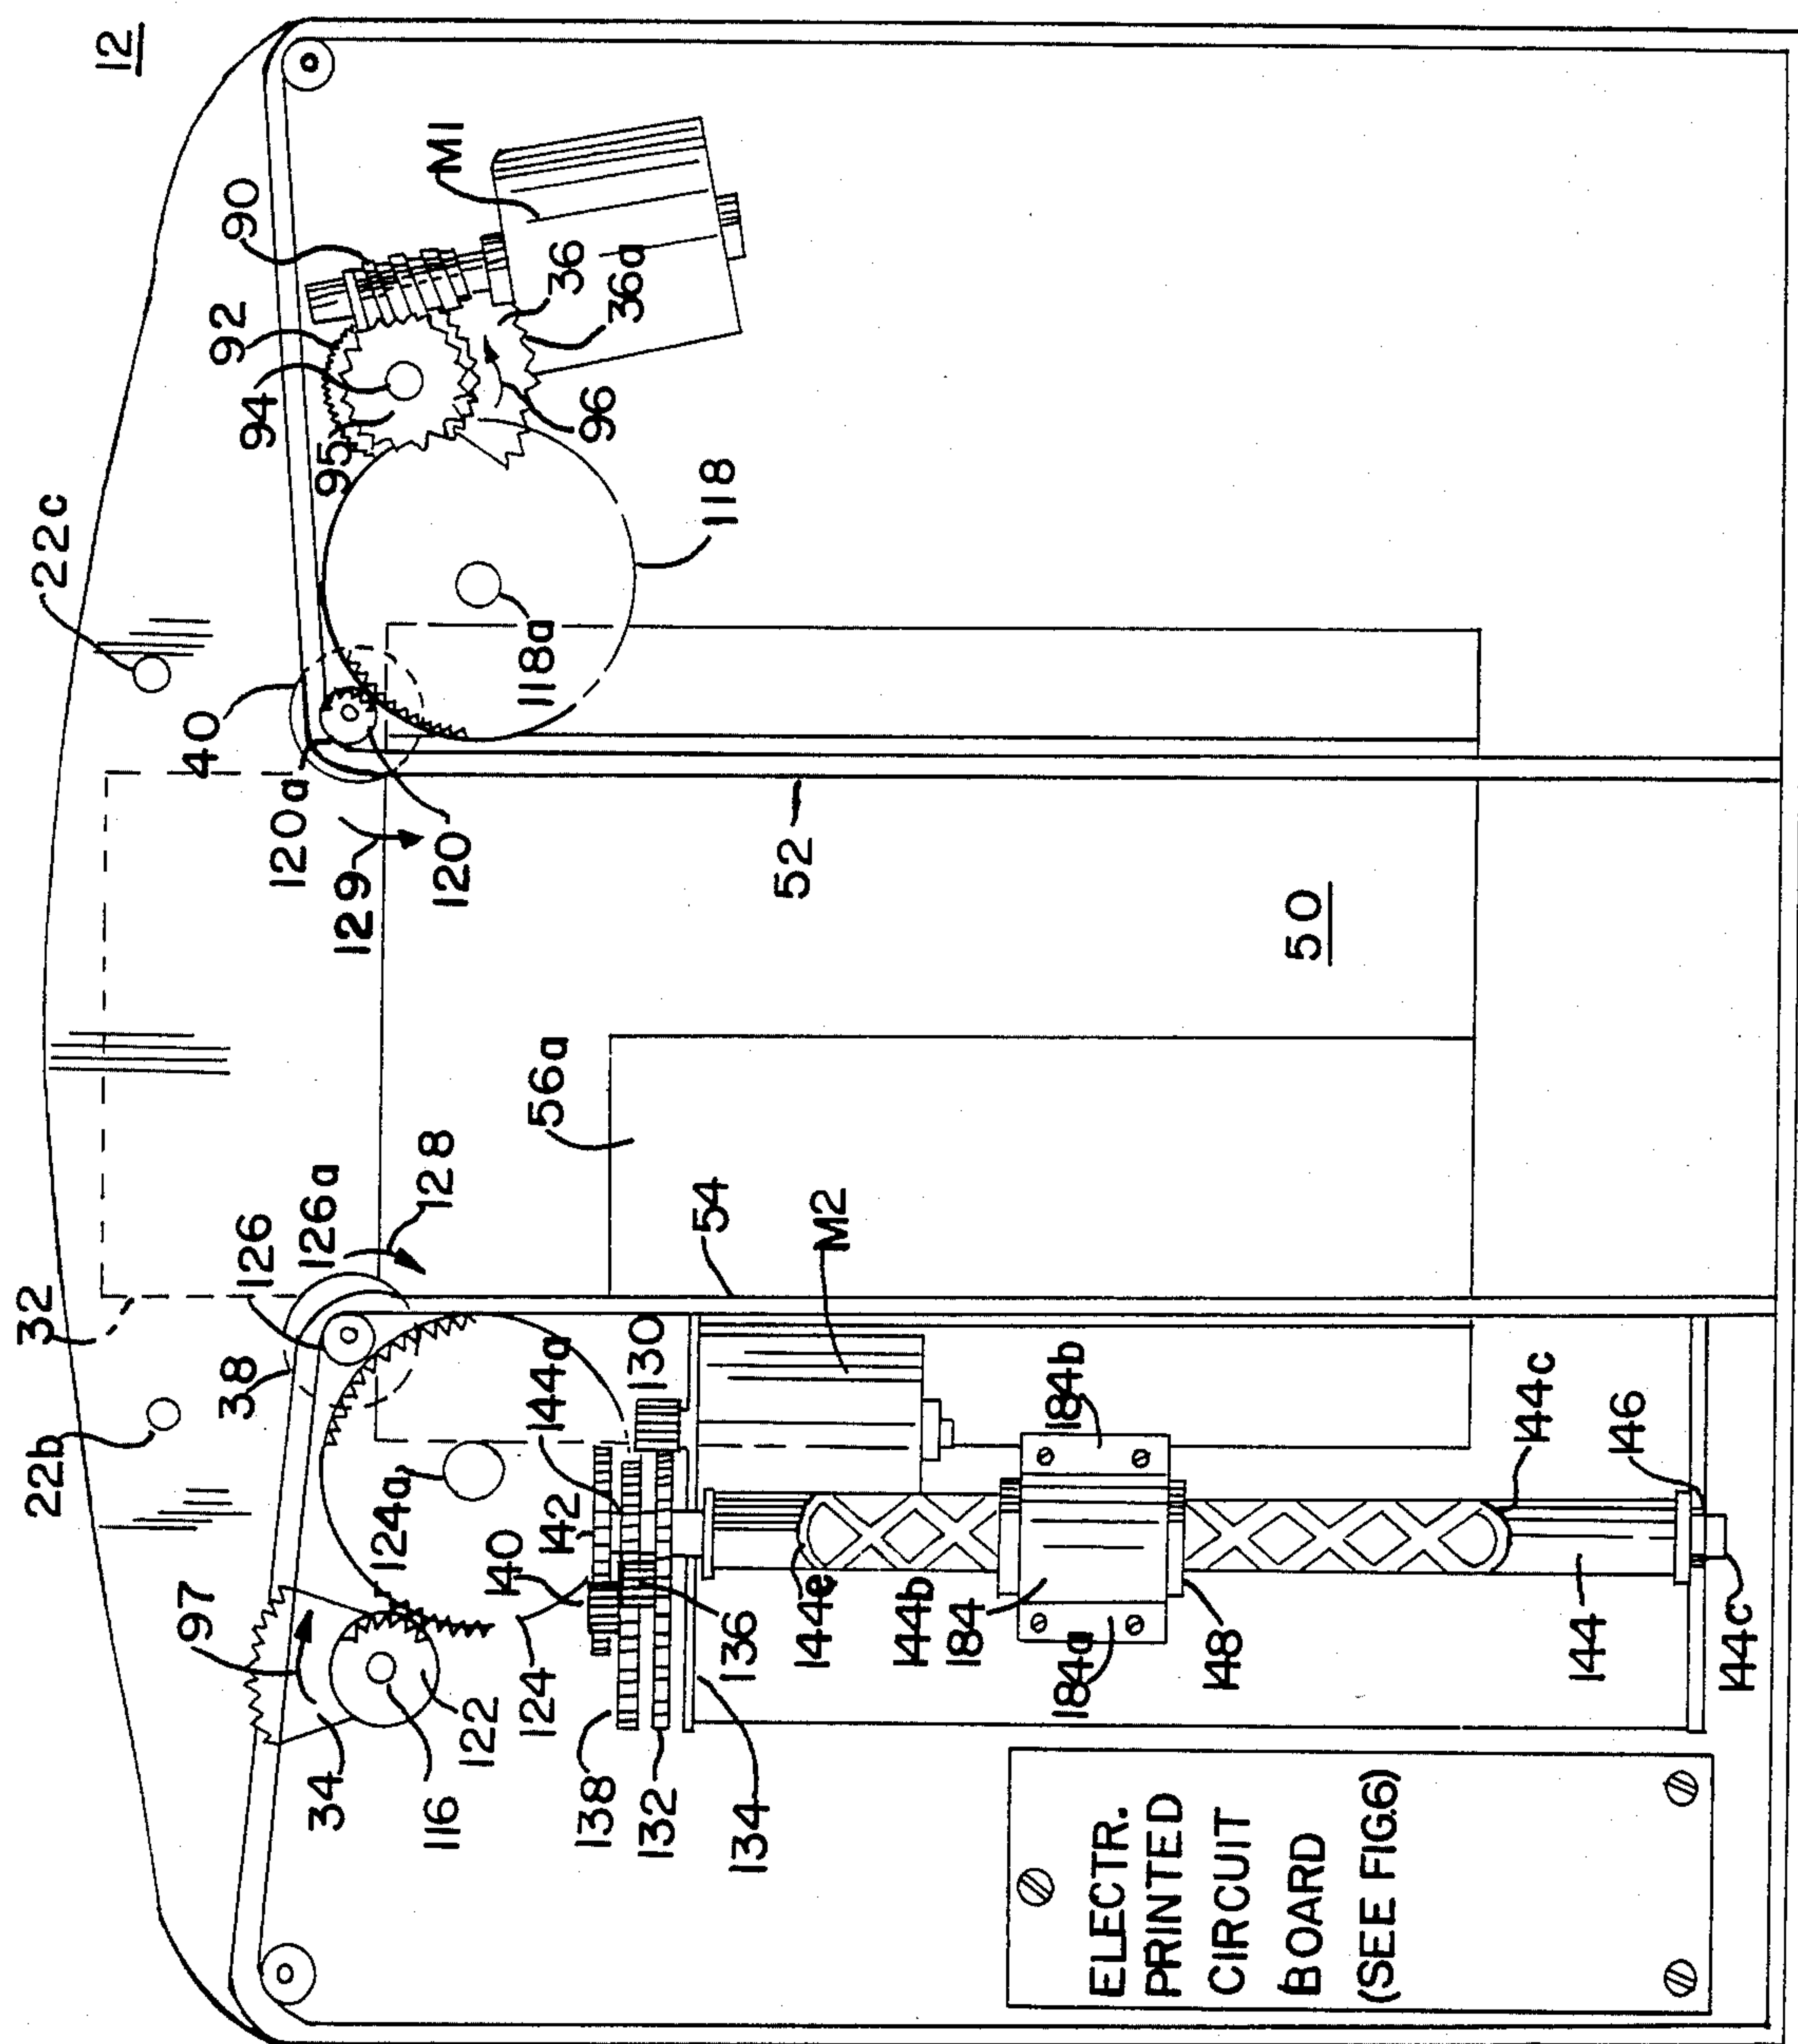 12
22c
32
22b
40
120a
129
120
126
126a
128
38
97
34
116
122
124
124a
140
142
144a
130
138
132
134
136
144e
144b
184
184a
184b
148
144c
146
144
144c
M2
54
56a
52
50
118a
118
95
94
92
90
M1
36
36a
96
ELECTR.
PRINTED
CIRCUIT
BOARD
(SEE FIG.6)